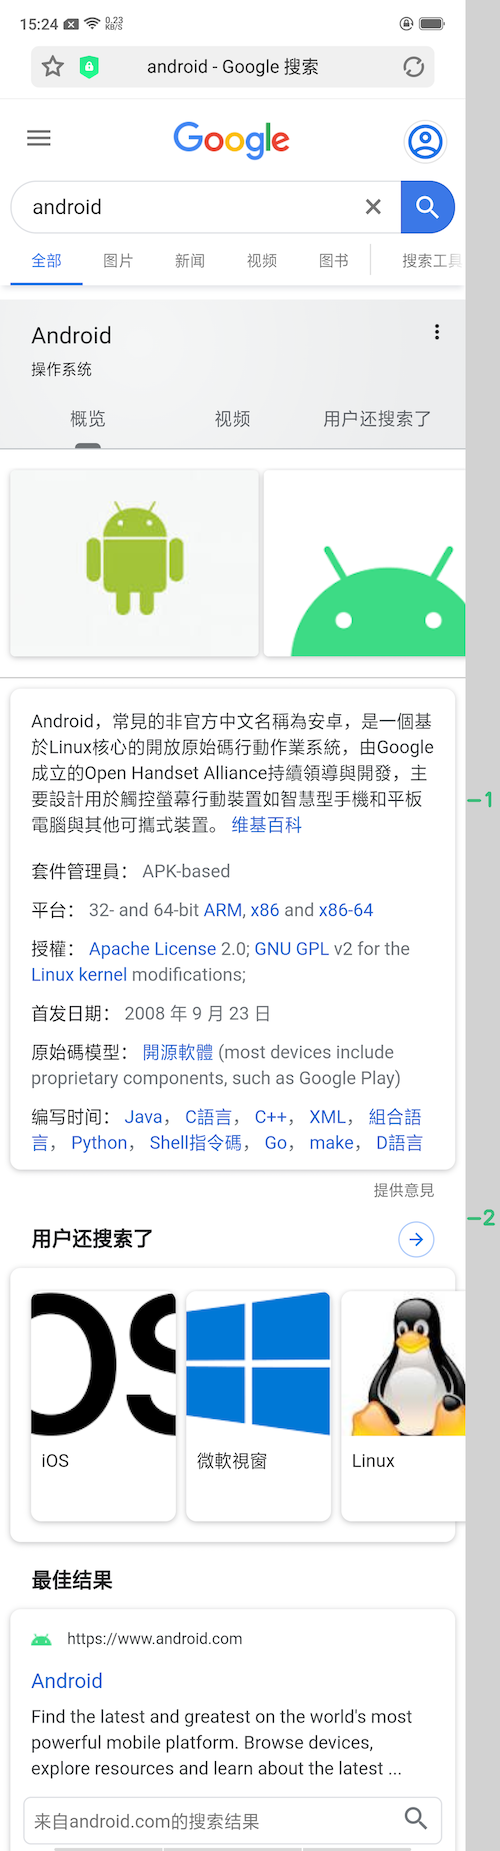 15:24 0.23 KB/S
android - Google 搜索
Google
android
全部 图片 新闻 视频 图书 搜索工具
Android
操作系统
概览 视频 用户还搜索了
Android，常見的非官方中文名稱為安卓，是一個基
於Linux核心的開放原始碼行動作業系統，由Google
成立的Open Handset Alliance持續領導與開發，主
要設計用於觸控螢幕行動裝置如智慧型手機和平板
電腦與其他可攜式裝置。 维基百科
-1
套件管理員： APK-based
平台： 32- and 64-bit ARM, x86 and x86-64
授權： Apache License 2.0; GNU GPL v2 for the
Linux kernel modifications;
首发日期： 2008 年 9 月 23 日
原始碼模型： 開源軟體 (most devices include
proprietary components, such as Google Play)
编写时间： Java， C語言， C++， XML， 組合語
言， Python， Shell指令碼， Go， make， D語言
提供意見
-2
用户还搜索了
OS
iOS 微軟視窗 Linux
最佳结果
https://www.android.com
Android
Find the latest and greatest on the world's most
powerful mobile platform. Browse devices,
explore resources and learn about the latest ...
来自android.com的搜索结果